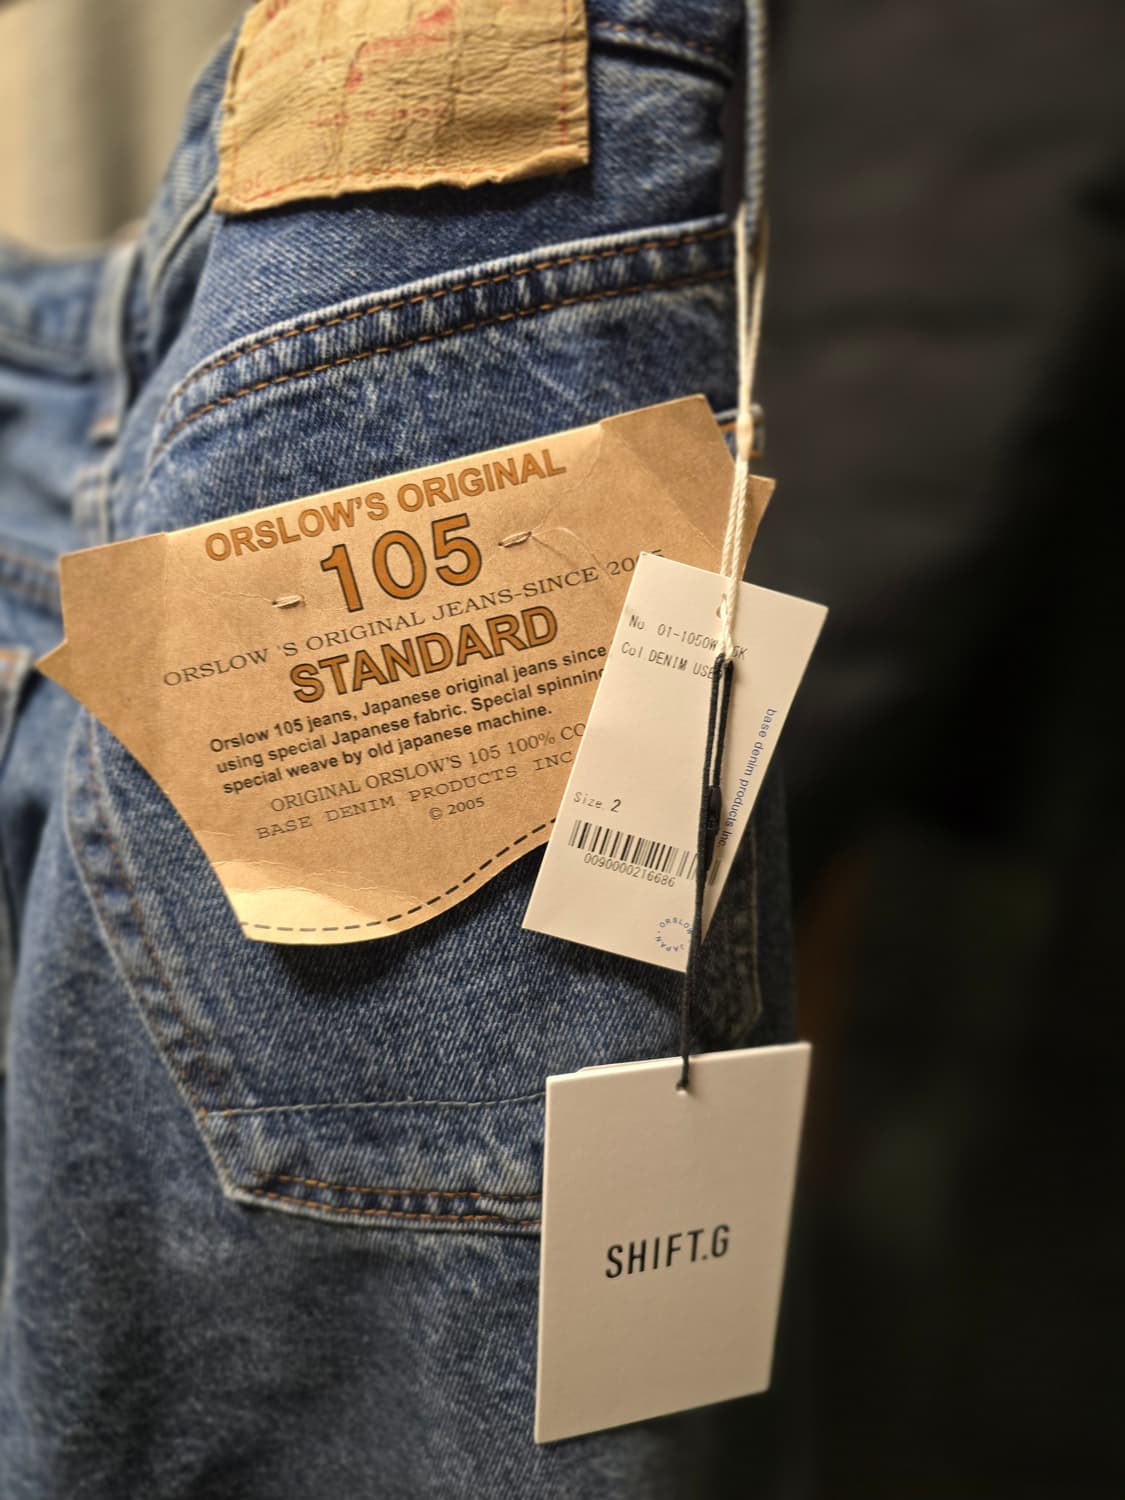 ORSLOW'S ORIGINAL
105
ORSLOW 'S ORIGINAL JEANS-SINCE
STANDARD
Orslow 105 jeans, Japanese original jeans since
using special Japanese fabric. Special spinning
special weave by old japanese machine.
ORIGINAL ORSLOW'S 105 100%
BASE DENIM PRODUCTS INC
© 2005
No. 
Col DENIM
Size 2
0090000216686
base denim products Inc.
ORSLOW JAPAN
SHIFT.G